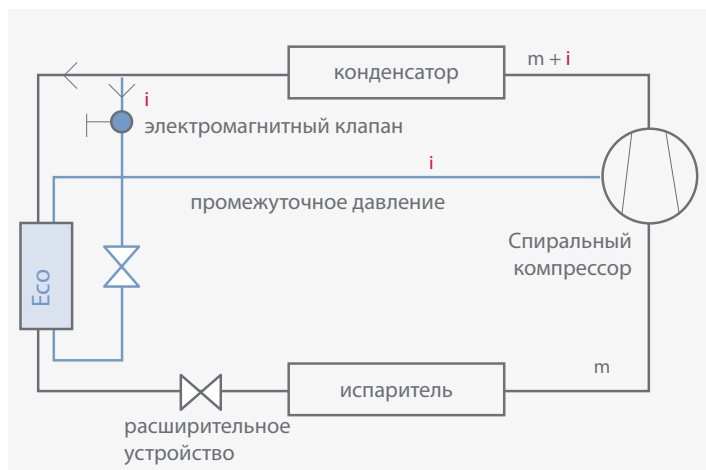 конденсатор
m + i
i
электромагнитный клапан
i
промежуточное давление
Спиральный
компрессор
Eco
m
испаритель
расширительное
устройство